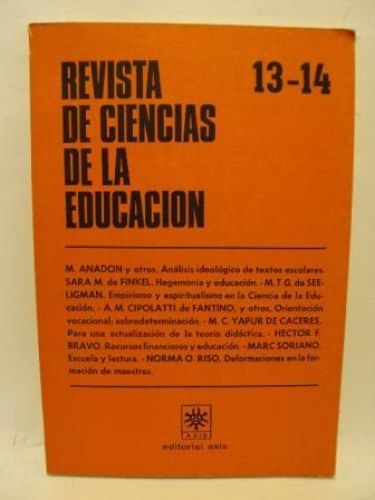 REVISTA 13-14
DE CIENCIAS
DE LA
EDUCACION
M. ANADON y otros, Análisis ideológico de textos escolares.
SARA M. de FINKEL, Hegemonía y educación. - M.T.G. de SEE-
LIGMAN, Empirismo y espiritualismo en la Ciencia de la Edu-
cación. - A. M. CIPOLATTI de FANTINO, y otros, Orientación
vocacional; sobredeterminación. - M. C. YAPUR DE CACERES,
Para una actualización de la teoría didáctica. - HECTOR F.
BRAVO, Recursos financieros y educación. - MARC SORIANO,
Escuela y lectura. - NORMA O. RISO, Deformaciones en la for-
mación de maestros.
AXIS
editorial axis